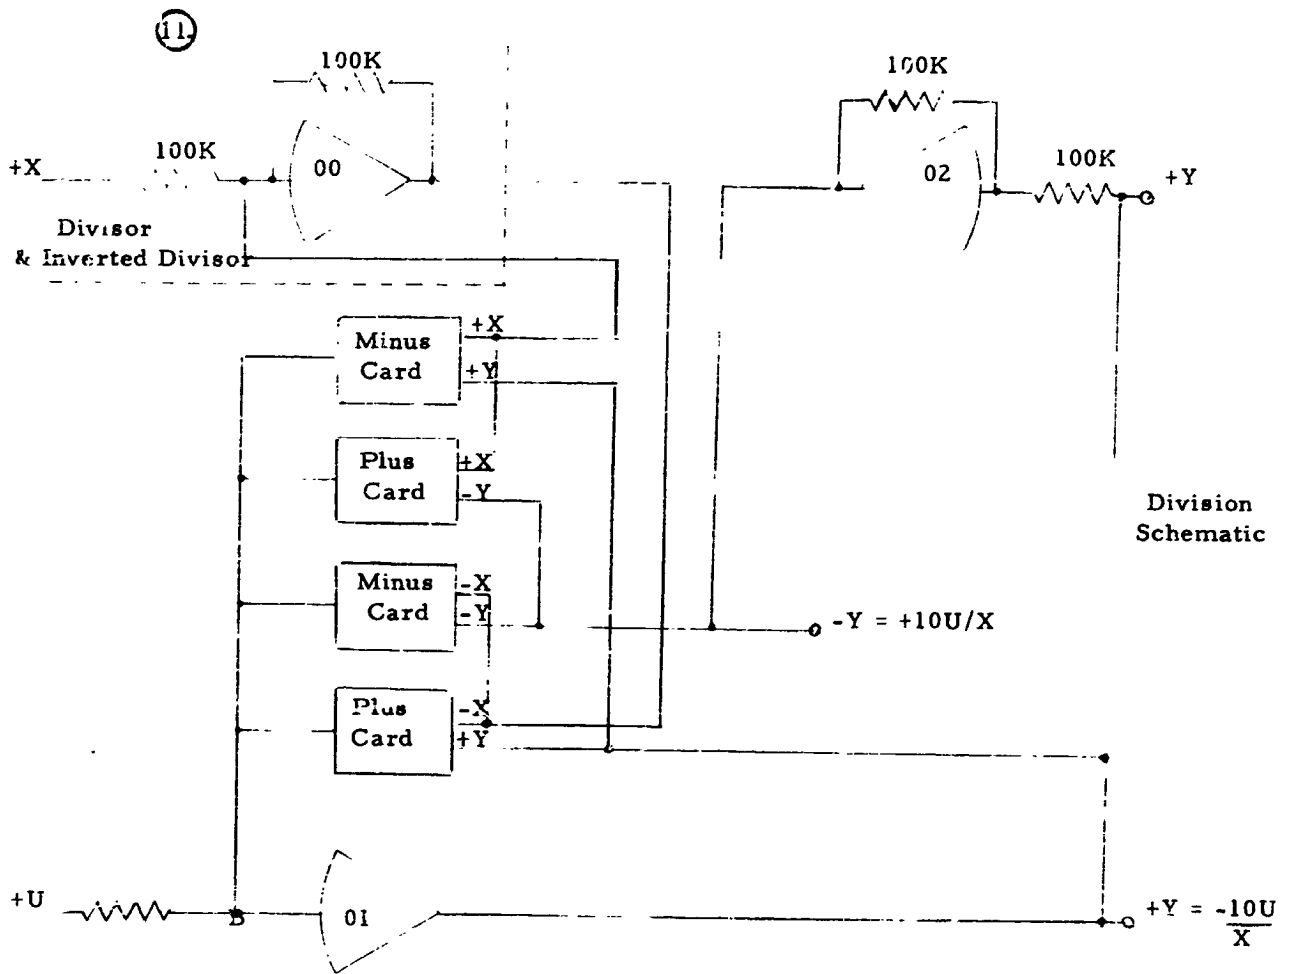 11.
100K
100K
+X
100K
00
02
100K
+Y
Divisor
& Inverted Divisor
Minus
Card
+X
+Y
Plus
Card
+X
-Y
Division
Schematic
Minus
Card
-X
-Y
-Y = +10U/X
Plus
Card
-X
+Y
+U
B
01
+Y = -10U
X